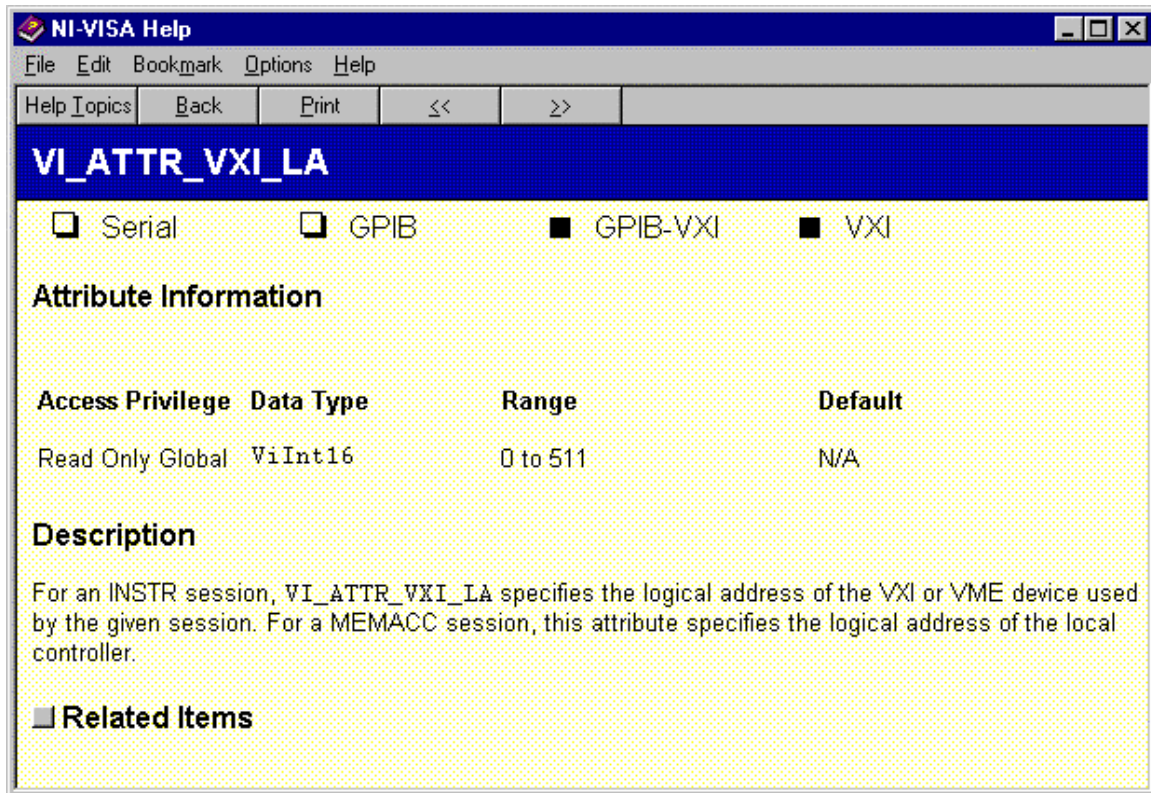 NI-VISA Help
File Edit Bookmark Options Help
Help Topics Back Print << >>
VI_ATTR_VXI_LA
Serial GPIB GPIB-VXI VXI
Attribute Information
Access Privilege Data Type Range Default
Read Only Global ViInt16 0 to 511 N/A
Description
For an INSTR session, VI_ATTR_VXI_LA specifies the logical address of the VXI or VME device used
by the given session. For a MEMACC session, this attribute specifies the logical address of the local
controller.
Related Items